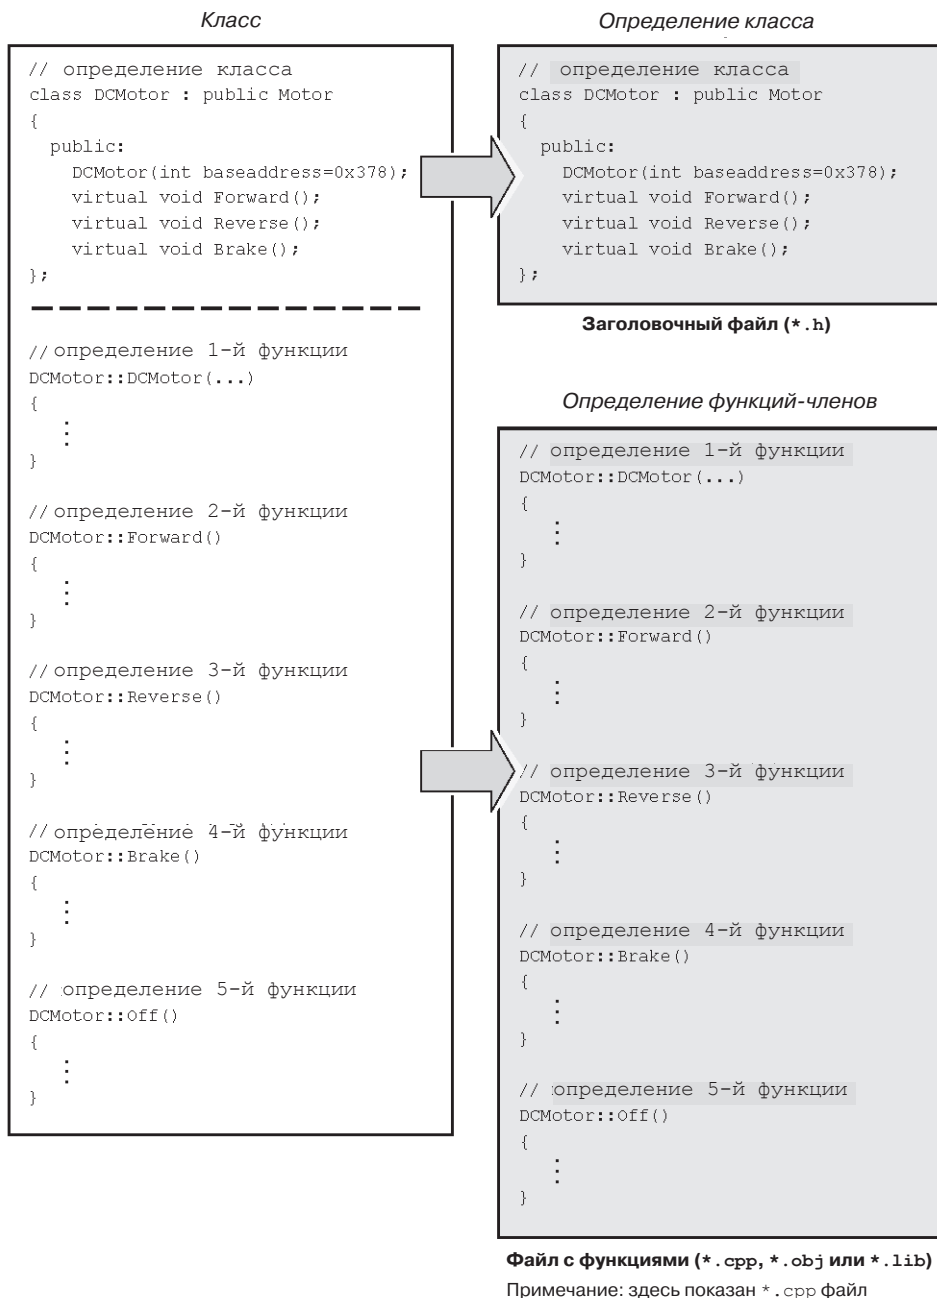 Класс
// определение класса
class DCMotor : public Motor
{
public:
DCMotor(int baseaddress=0x378);
virtual void Forward();
virtual void Reverse();
virtual void Brake();
};
// определение 1-й функции
DCMotor::DCMotor(...)
{
⋮
}
// определение 2-й функции
DCMotor::Forward()
{
⋮
}
// определение 3-й функции
DCMotor::Reverse()
{
⋮
}
// определение 4-й функции
DCMotor::Brake()
{
⋮
}
// определение 5-й функции
DCMotor::Off()
{
⋮
}
Определение класса
// определение класса
class DCMotor : public Motor
{
public:
DCMotor(int baseaddress=0x378);
virtual void Forward();
virtual void Reverse();
virtual void Brake();
};
Заголовочный файл (*.h)
Определение функций-членов
// определение 1-й функции
DCMotor::DCMotor(...)
{
⋮
}
// определение 2-й функции
DCMotor::Forward()
{
⋮
}
// определение 3-й функции
DCMotor::Reverse()
{
⋮
}
// определение 4-й функции
DCMotor::Brake()
{
⋮
}
// определение 5-й функции
DCMotor::Off()
{
⋮
}
Файл с функциями (*.cpp, *.obj или *.lib)
Примечание: здесь показан *.cpp файл